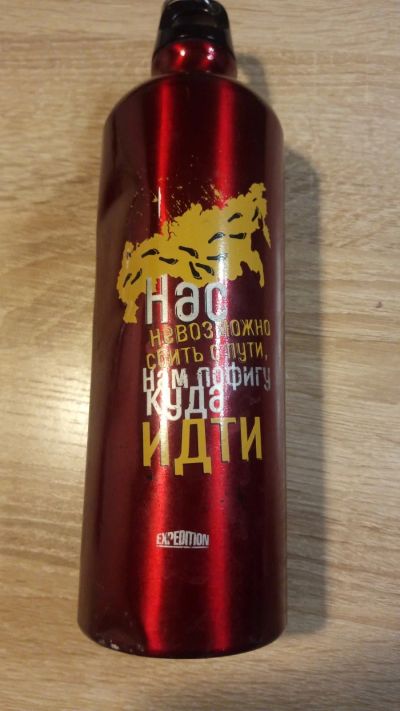 Нас
невозможно
сбить с пути,
нам пофигу
куда
идти
EXPEDITION